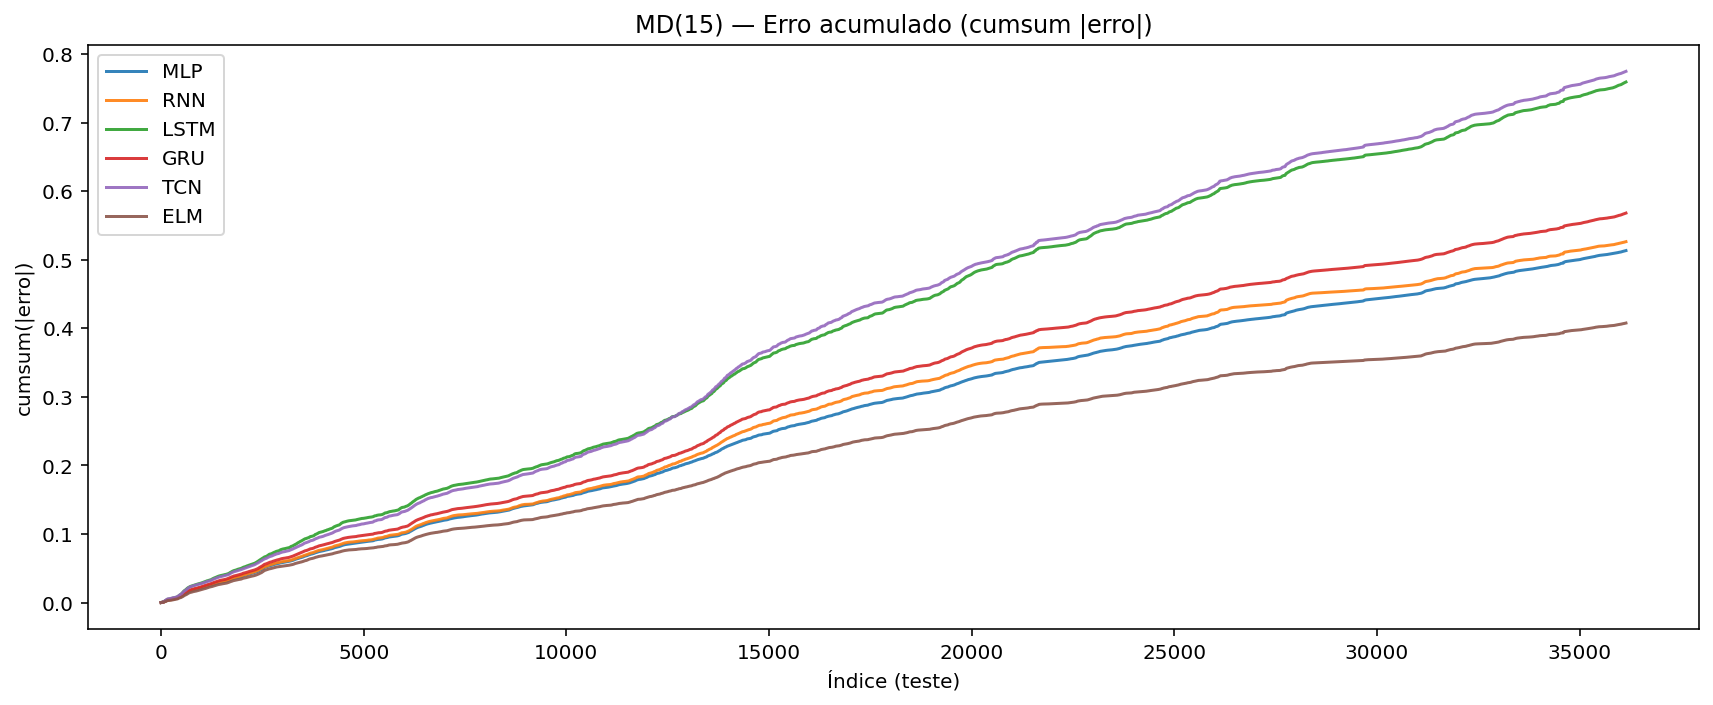 MD(15) — Erro acumulado (cumsum |erro|)
cumsum(|erro|)
0.8
0.7
0.6
0.5
0.4
0.3
0.2
0.1
0.0
MLP
RNN
LSTM
GRU
TCN
ELM
0 5000 10000 15000 20000 25000 30000 35000
Índice (teste)